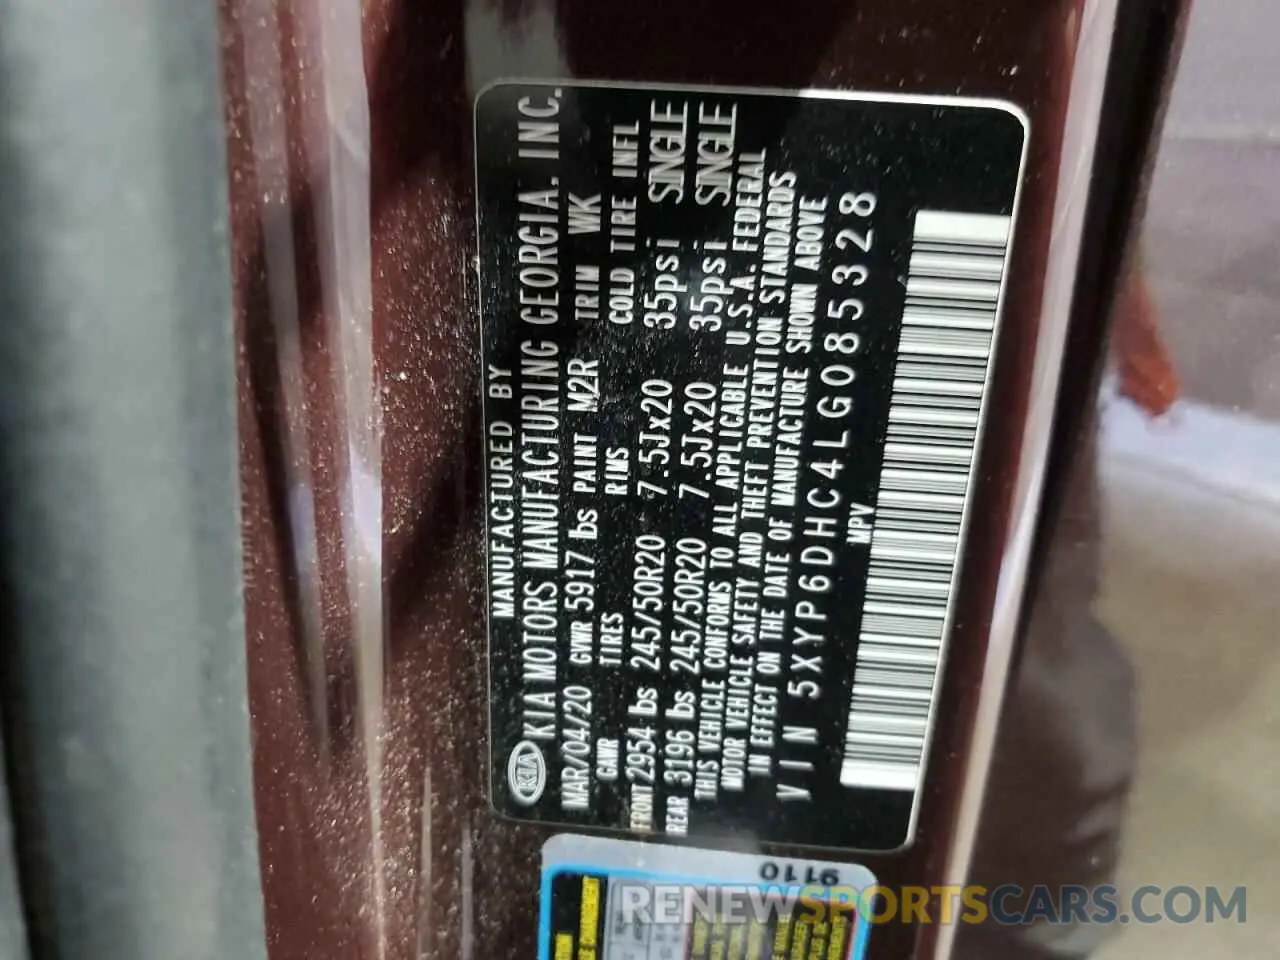 MANUFACTURED BY
KIA KIA MOTORS MANUFACTURING GEORGIA. INC.
MAR/04/20 GVWR 5917 lbs PAINT M2R TRIM WK
GAWR TIRES RIMS COLD TIRE INFL
FRONT 2954 lbs 245/50R20 7.5Jx20 35psi SINGLE
REAR 3196 lbs 245/50R20 7.5Jx20 35psi SINGLE
THIS VEHICLE CONFORMS TO ALL APPLICABLE U.S.A. FEDERAL
MOTOR VEHICLE SAFETY AND THEFT PREVENTION STANDARDS
IN EFFECT ON THE DATE OF MANUFACTURE SHOWN ABOVE
VIN 5XYP6DHC4LG085328
MPV
9110
RENEWSPORTSCARS.COM